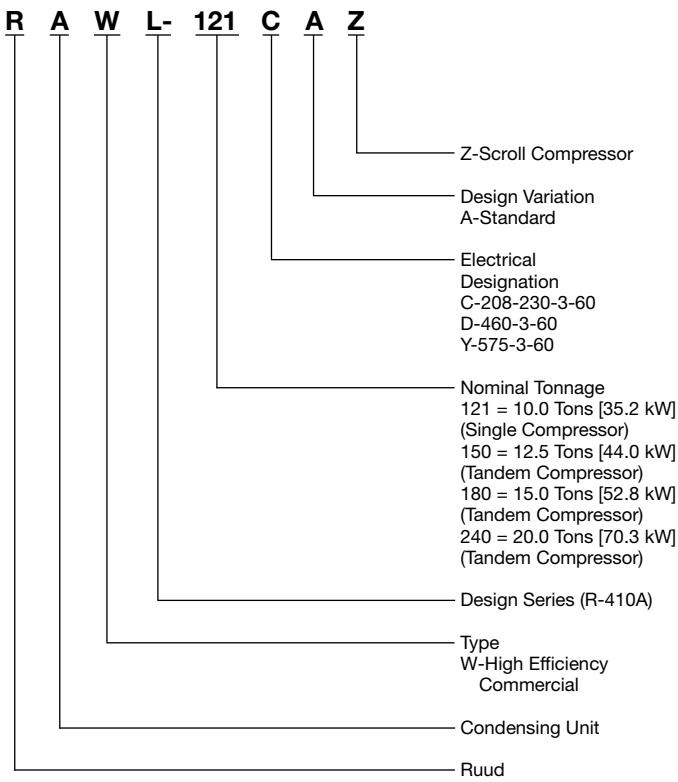 R A W L- 121 C A Z
Z-Scroll Compressor
Design Variation
A-Standard
Electrical
Designation
C-208-230-3-60
D-460-3-60
Y-575-3-60
Nominal Tonnage
121 = 10.0 Tons [35.2 kW]
(Single Compressor)
150 = 12.5 Tons [44.0 kW]
(Tandem Compressor)
180 = 15.0 Tons [52.8 kW]
(Tandem Compressor)
240 = 20.0 Tons [70.3 kW]
(Tandem Compressor)
Design Series (R-410A)
Type
W-High Efficiency
Commercial
Condensing Unit
Ruud